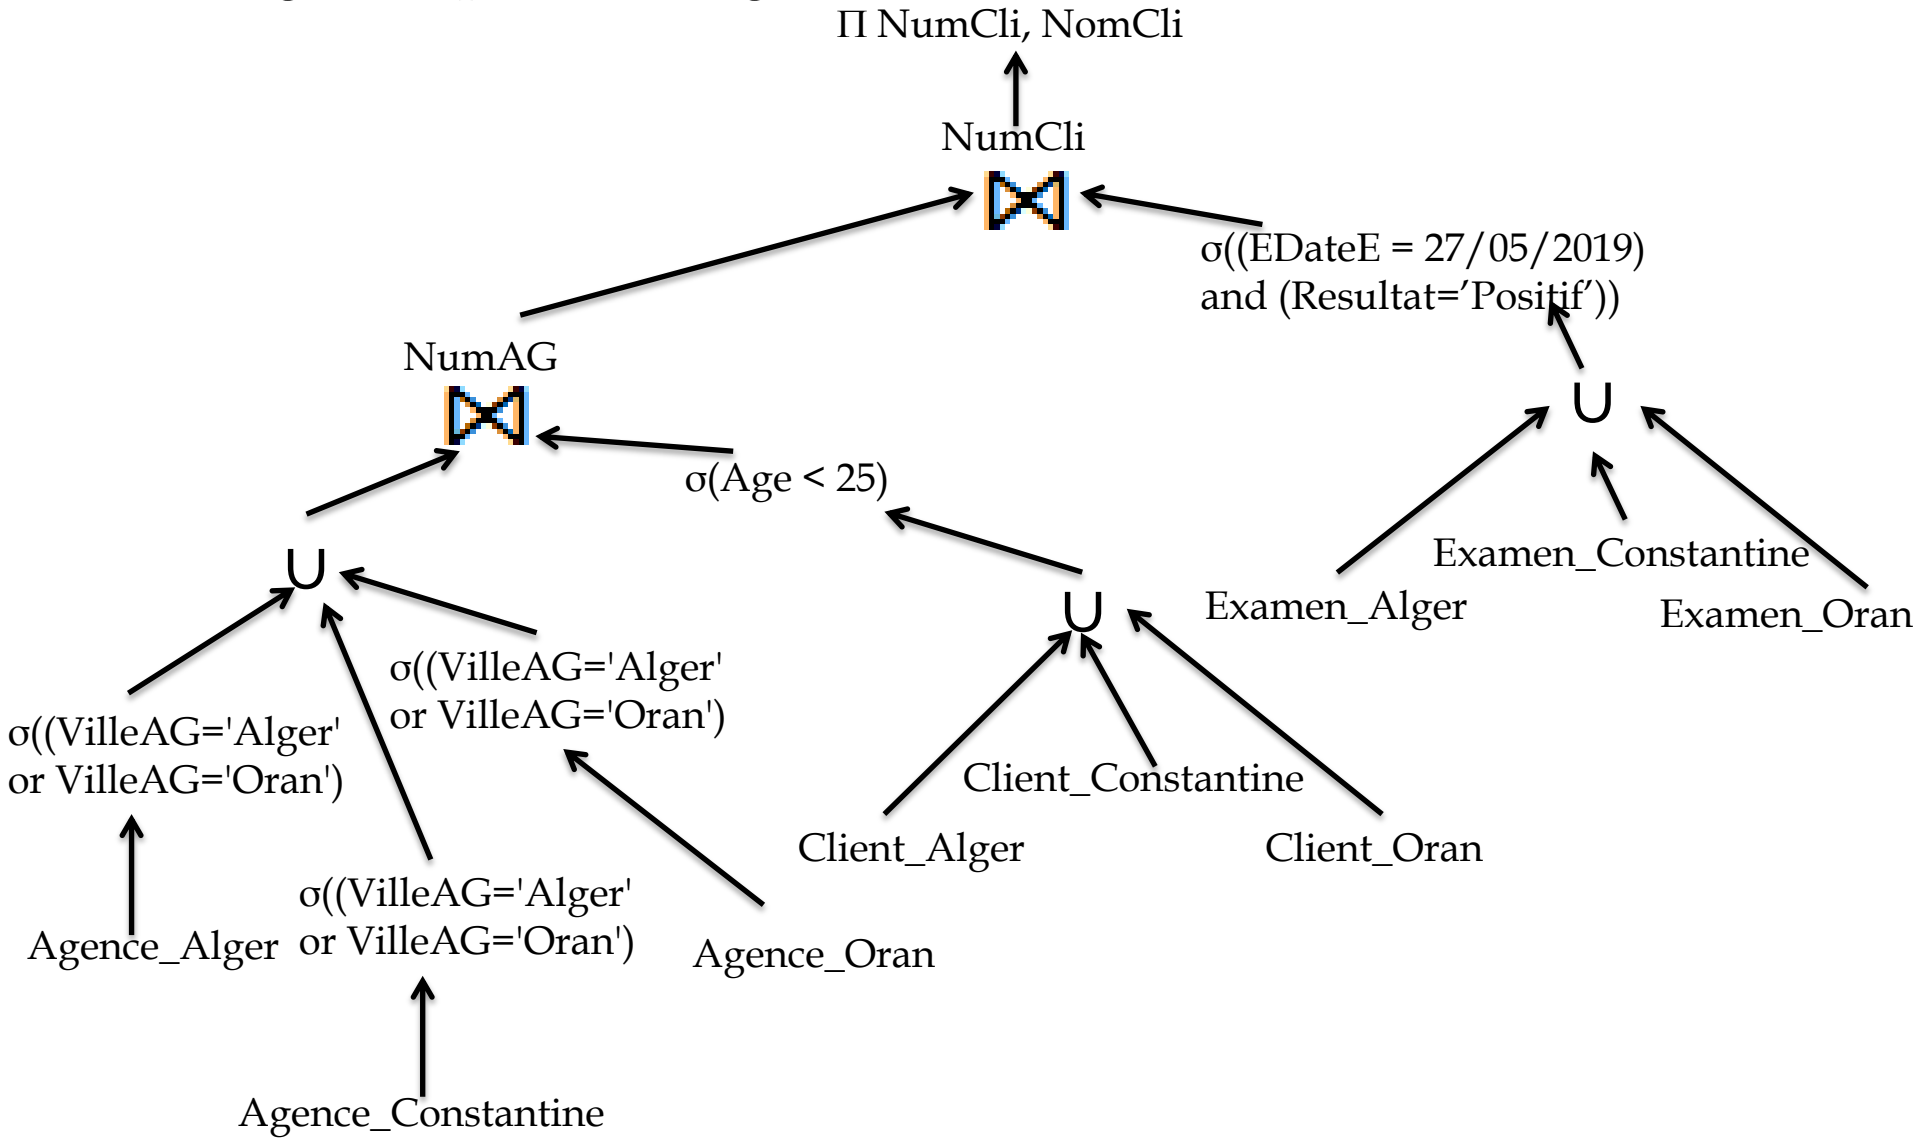 Π NumCli, NomCli
NumCli
σ((EDateE = 27/05/2019)
and (Resultat=’Positif’))
NumAG
∪
σ(Age < 25)
Examen_Constantine
∪
∪
Examen_Alger
Examen_Oran
σ((VilleAG='Alger'
or VilleAG='Oran')
σ((VilleAG='Alger'
or VilleAG='Oran')
Client_Constantine
Client_Alger
Client_Oran
σ((VilleAG='Alger'
or VilleAG='Oran')
Agence_Alger
Agence_Oran
Agence_Constantine